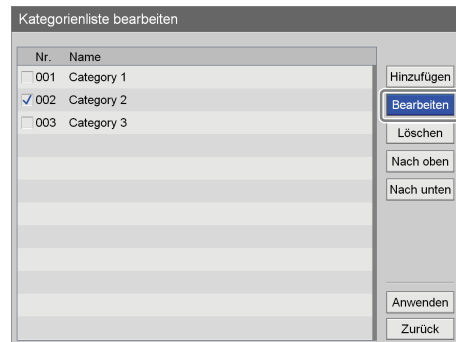 Kategorienliste bearbeiten
Nr. Name
001 Category 1
002 Category 2
003 Category 3
Hinzufügen
Bearbeiten
Löschen
Nach oben
Nach unten
Anwenden
Zurück